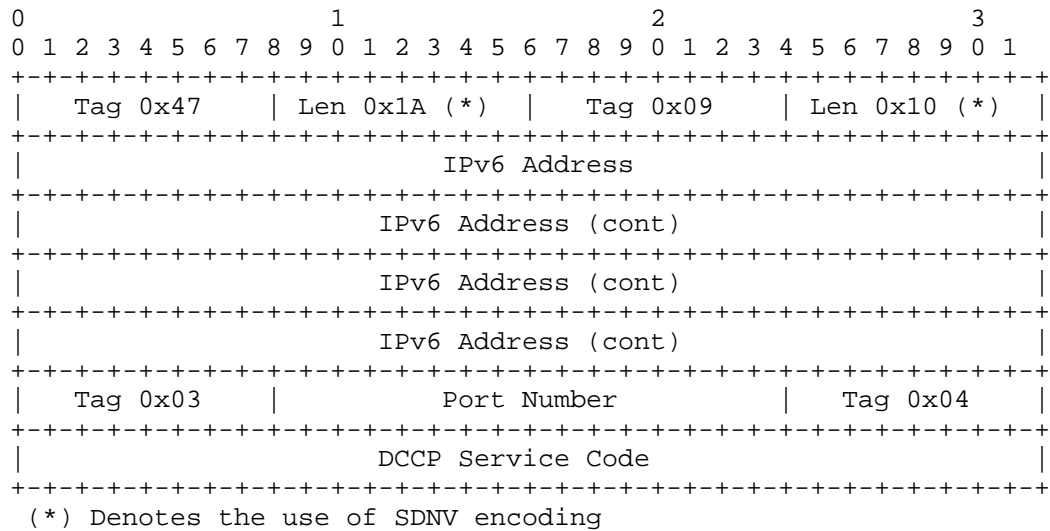 0                   1                   2                   3
0 1 2 3 4 5 6 7 8 9 0 1 2 3 4 5 6 7 8 9 0 1 2 3 4 5 6 7 8 9 0 1
+-+-+-+-+-+-+-+-+-+-+-+-+-+-+-+-+-+-+-+-+-+-+-+-+-+-+-+-+-+-+-+-+
|   Tag 0x47    | Len 0x1A (*)  |   Tag 0x09    | Len 0x10 (*)  |
+-+-+-+-+-+-+-+-+-+-+-+-+-+-+-+-+-+-+-+-+-+-+-+-+-+-+-+-+-+-+-+-+
|                          IPv6 Address                         |
+-+-+-+-+-+-+-+-+-+-+-+-+-+-+-+-+-+-+-+-+-+-+-+-+-+-+-+-+-+-+-+-+
|                      IPv6 Address (cont)                      |
+-+-+-+-+-+-+-+-+-+-+-+-+-+-+-+-+-+-+-+-+-+-+-+-+-+-+-+-+-+-+-+-+
|                      IPv6 Address (cont)                      |
+-+-+-+-+-+-+-+-+-+-+-+-+-+-+-+-+-+-+-+-+-+-+-+-+-+-+-+-+-+-+-+-+
|                      IPv6 Address (cont)                      |
+-+-+-+-+-+-+-+-+-+-+-+-+-+-+-+-+-+-+-+-+-+-+-+-+-+-+-+-+-+-+-+-+
|   Tag 0x03    |          Port Number          |   Tag 0x04    |
+-+-+-+-+-+-+-+-+-+-+-+-+-+-+-+-+-+-+-+-+-+-+-+-+-+-+-+-+-+-+-+-+
|                      DCCP Service Code                        |
+-+-+-+-+-+-+-+-+-+-+-+-+-+-+-+-+-+-+-+-+-+-+-+-+-+-+-+-+-+-+-+-+
(*) Denotes the use of SDNV encoding